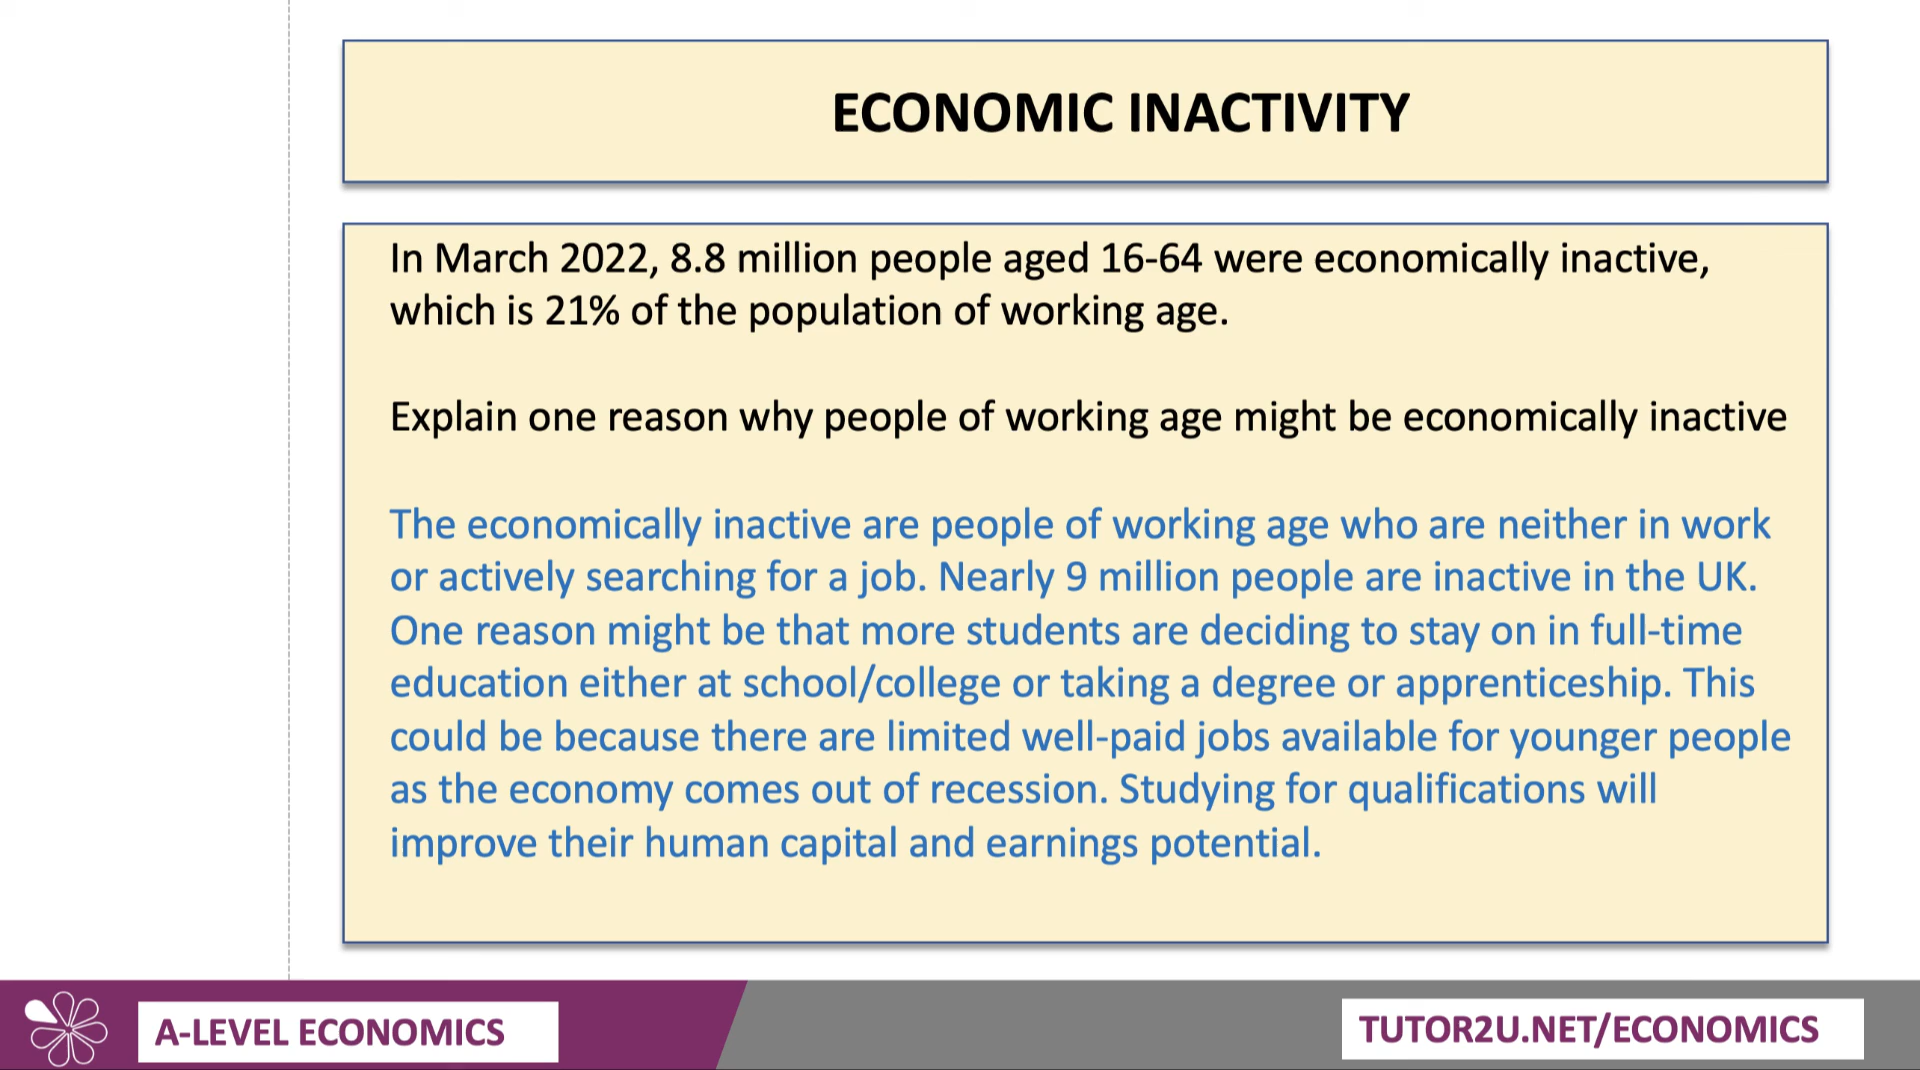 ECONOMIC INACTIVITY
In March 2022, 8.8 million people aged 16-64 were economically inactive,
which is 21% of the population of working age.
Explain one reason why people of working age might be economically inactive
The economically inactive are people of working age who are neither in work
or actively searching for a job. Nearly 9 million people are inactive in the UK.
One reason might be that more students are deciding to stay on in full-time
education either at school/college or taking a degree or apprenticeship. This
could be because there are limited well-paid jobs available for younger people
as the economy comes out of recession. Studying for qualifications will
improve their human capital and earnings potential.
A-LEVEL ECONOMICS
TUTOR2U.NET/ECONOMICS